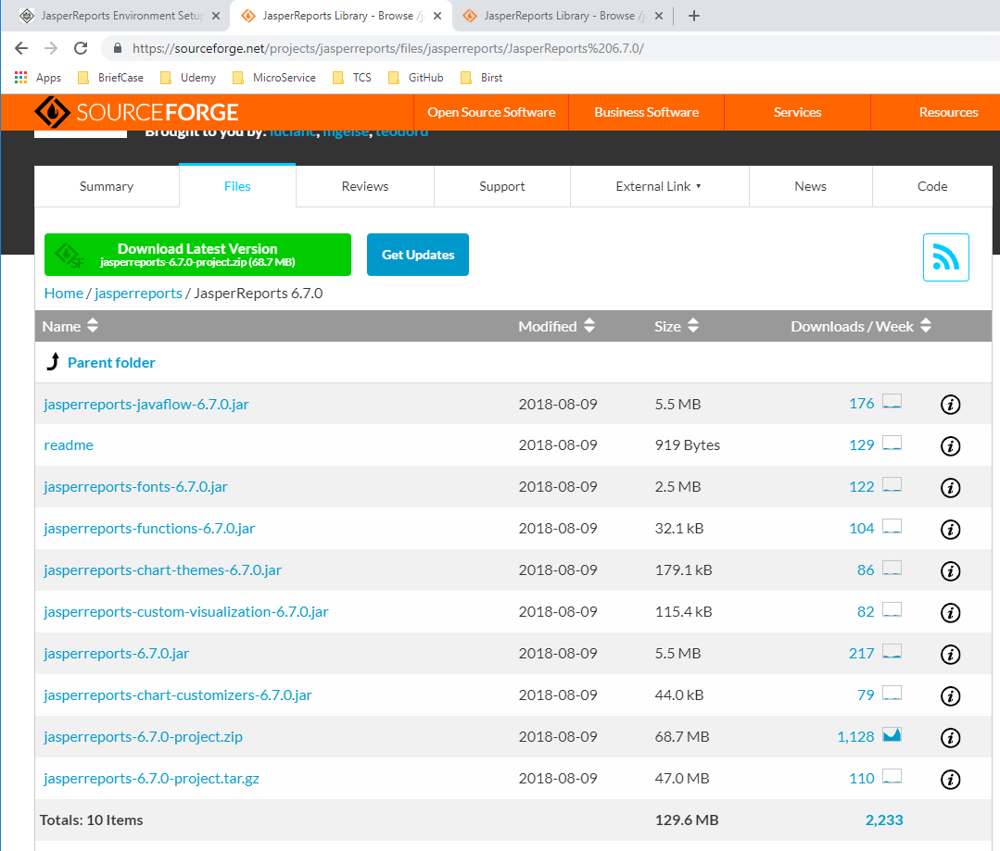 JasperReports Environment Setup
JasperReports Library - Browse /j
JasperReports Library - Browse /j
https://sourceforge.net/projects/jasperreports/files/jasperreports/JasperReports%206.7.0/
Apps BriefCase Udemy MicroService TCS GitHub Birst
SOURCEFORGE Open Source Software Business Software Services Resources
Brought to you by: lucianc, mgeise, teodord
Summary Files Reviews Support External Link News Code
Download Latest Version
jasperreports-6.7.0-project.zip (68.7 MB)
SF
Get Updates
Home / jasperreports / JasperReports 6.7.0
Name Modified Size Downloads / Week
Parent folder
jasperreports-javaflow-6.7.0.jar 2018-08-09 5.5 MB 176 i
readme 2018-08-09 919 Bytes 129 i
jasperreports-fonts-6.7.0.jar 2018-08-09 2.5 MB 122 i
jasperreports-functions-6.7.0.jar 2018-08-09 32.1 kB 104 i
jasperreports-chart-themes-6.7.0.jar 2018-08-09 179.1 kB 86 i
jasperreports-custom-visualization-6.7.0.jar 2018-08-09 115.4 kB 82 i
jasperreports-6.7.0.jar 2018-08-09 5.5 MB 217 i
jasperreports-chart-customizers-6.7.0.jar 2018-08-09 44.0 kB 79 i
jasperreports-6.7.0-project.zip 2018-08-09 68.7 MB 1,128 i
jasperreports-6.7.0-project.tar.gz 2018-08-09 47.0 MB 110 i
Totals: 10 Items 129.6 MB 2,233